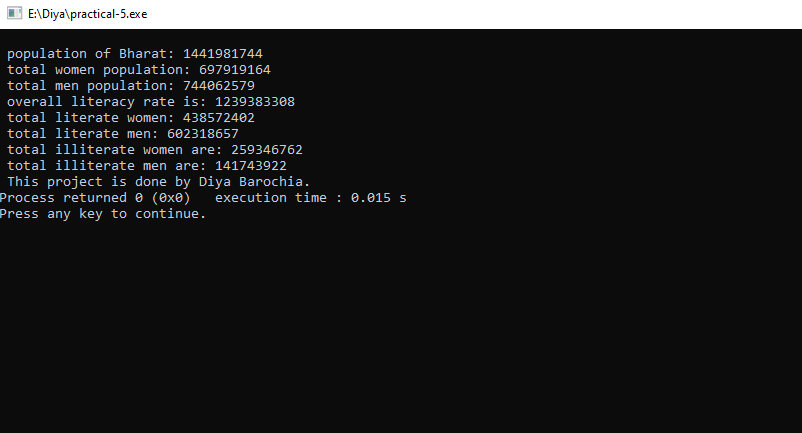 E:\Diya\practical-5.exe
population of Bharat: 1441981744
total women population: 697919164
total men population: 744062579
overall literacy rate is: 1239383308
total literate women: 438572402
total literate men: 602318657
total illiterate women are: 259346762
total illiterate men are: 141743922
This project is done by Diya Barochia.
Process returned 0 (0x0)   execution time : 0.015 s
Press any key to continue.